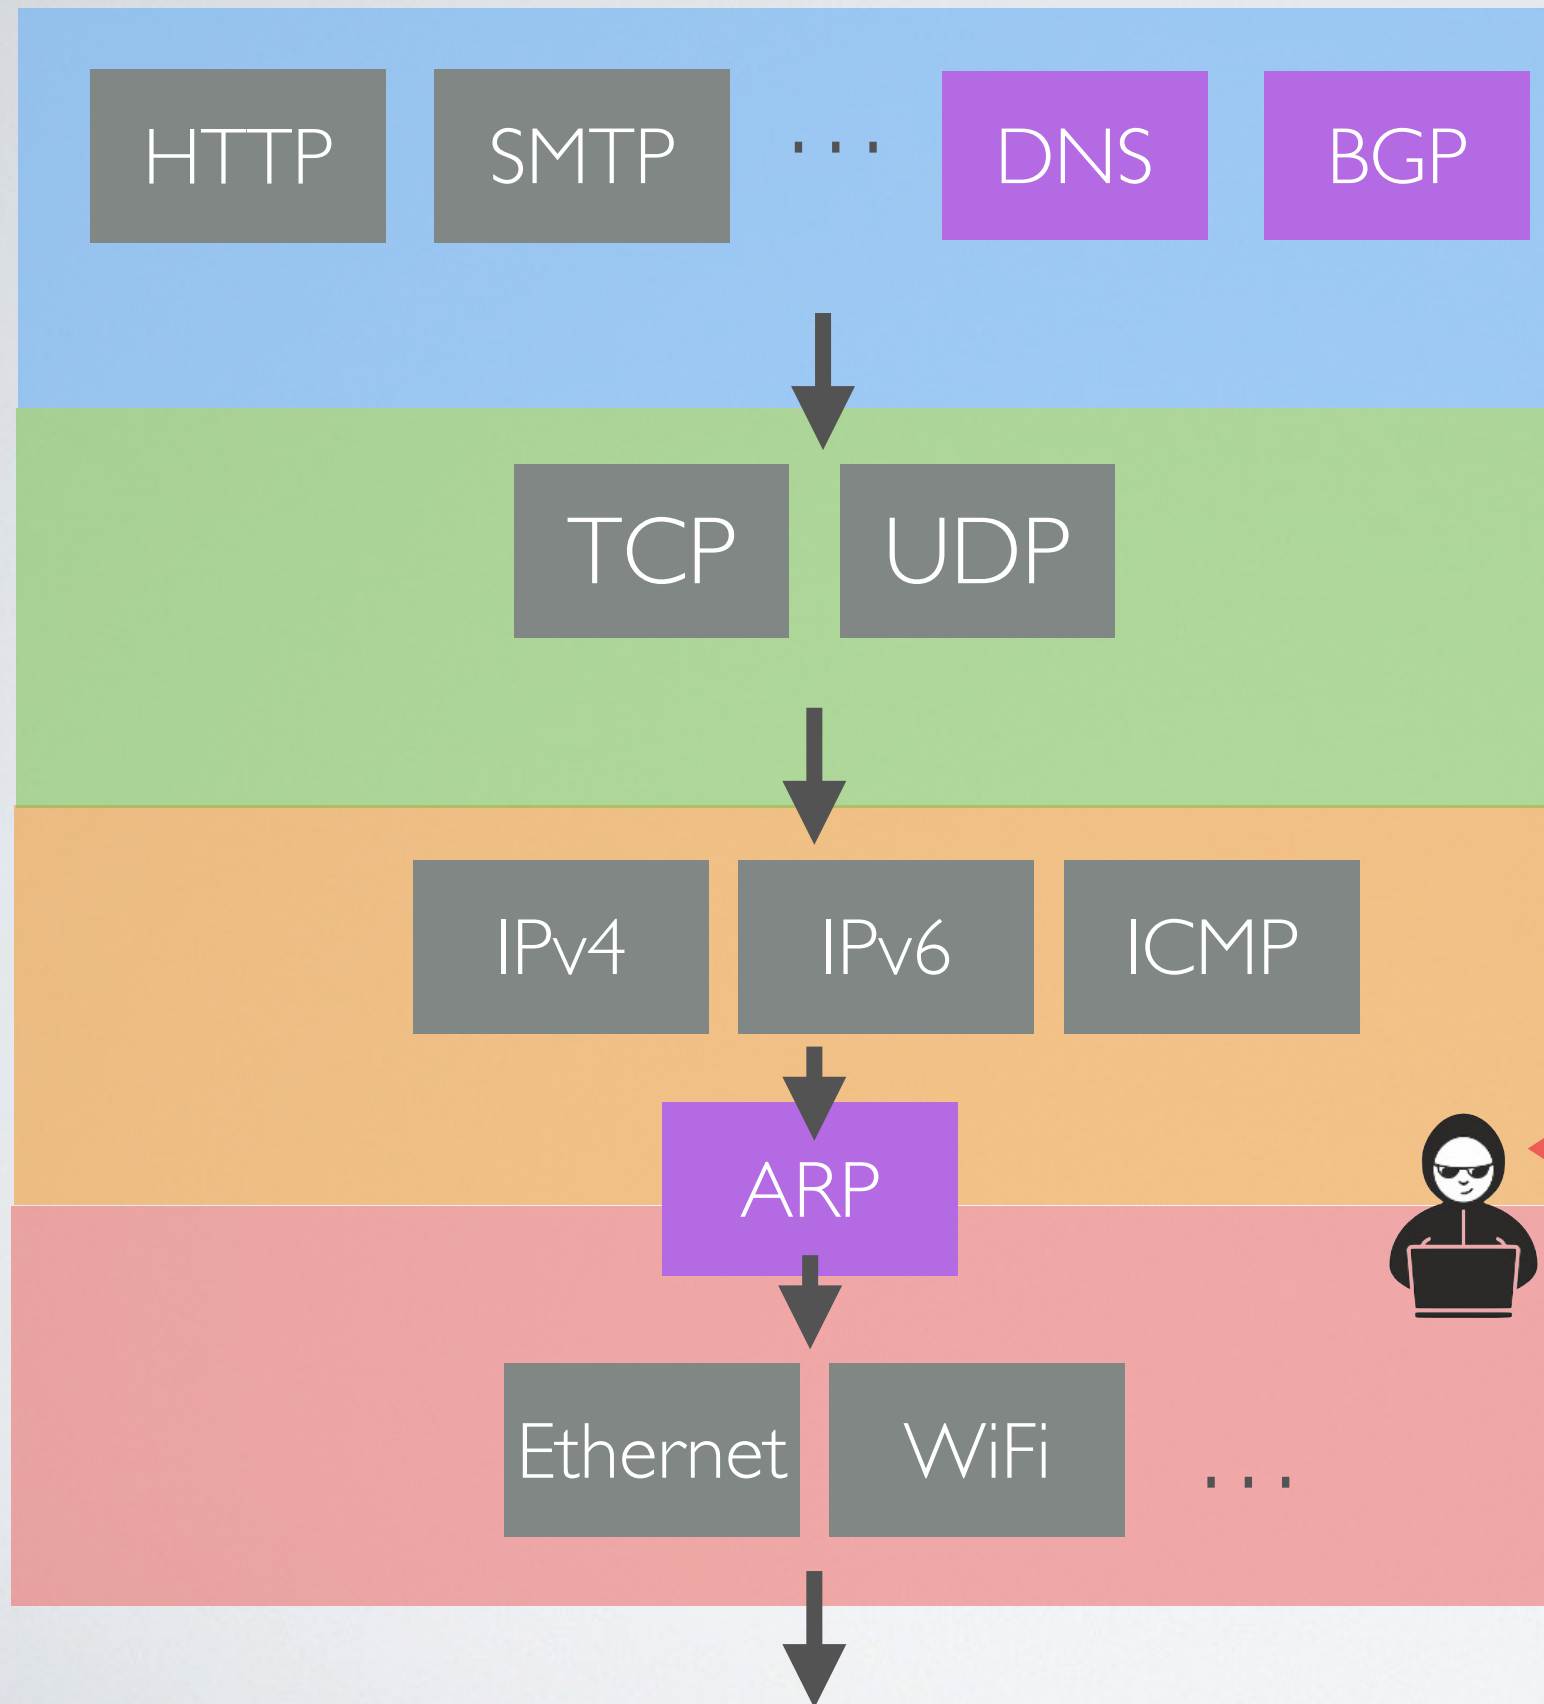 HTTP SMTP ... DNS BGP
TCP UDP
IPv4 IPv6 ICMP
ARP
Ethernet WiFi ...